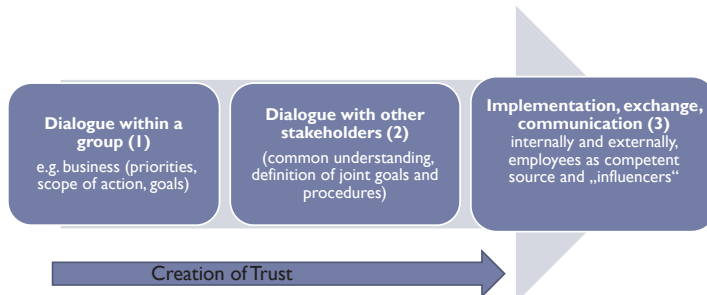 Dialogue within a
group (1)
e.g. business (priorities,
scope of action, goals)
Dialogue with other
stakeholders (2)
(common understanding,
definition of joint goals and
procedures)
Implementation, exchange,
communication (3)
internally and externally,
employees as competent
source and „influencers“
Creation of Trust